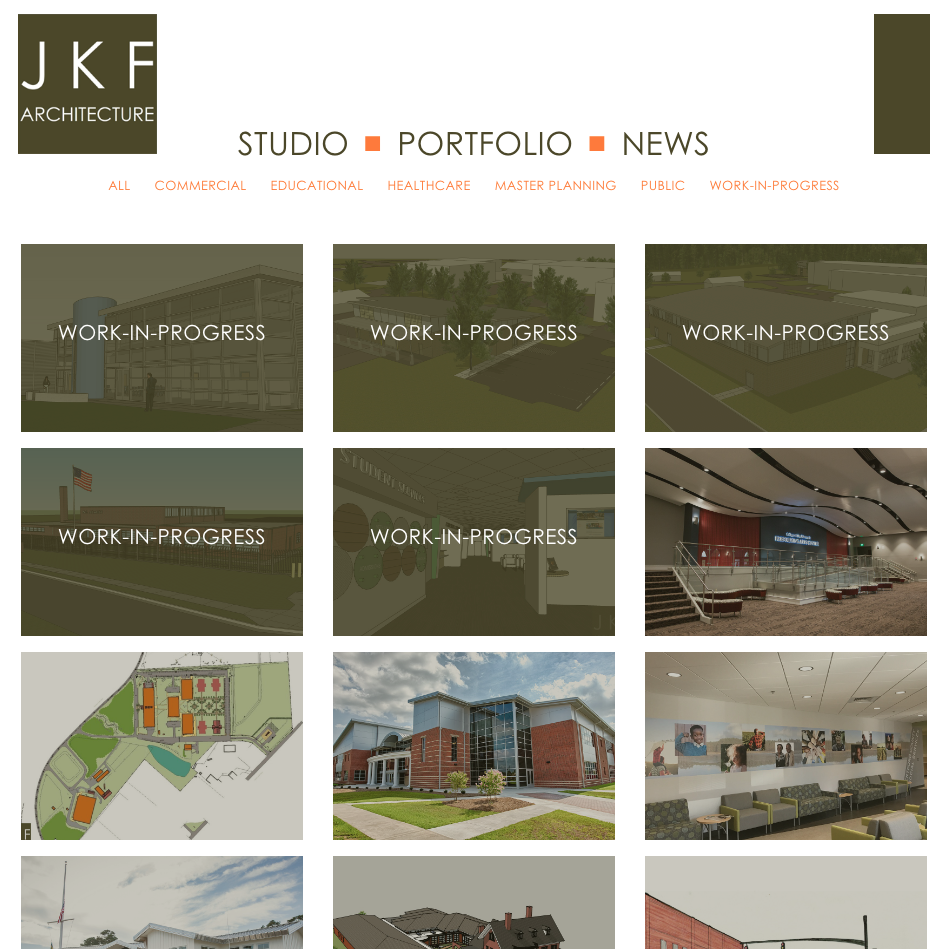 JKF
ARCHITECTURE
STUDIO ■ PORTFOLIO ■ NEWS
ALL COMMERCIAL EDUCATIONAL HEALTHCARE MASTER PLANNING PUBLIC WORK-IN-PROGRESS
WORK-IN-PROGRESS WORK-IN-PROGRESS WORK-IN-PROGRESS
WORK-IN-PROGRESS WORK-IN-PROGRESS